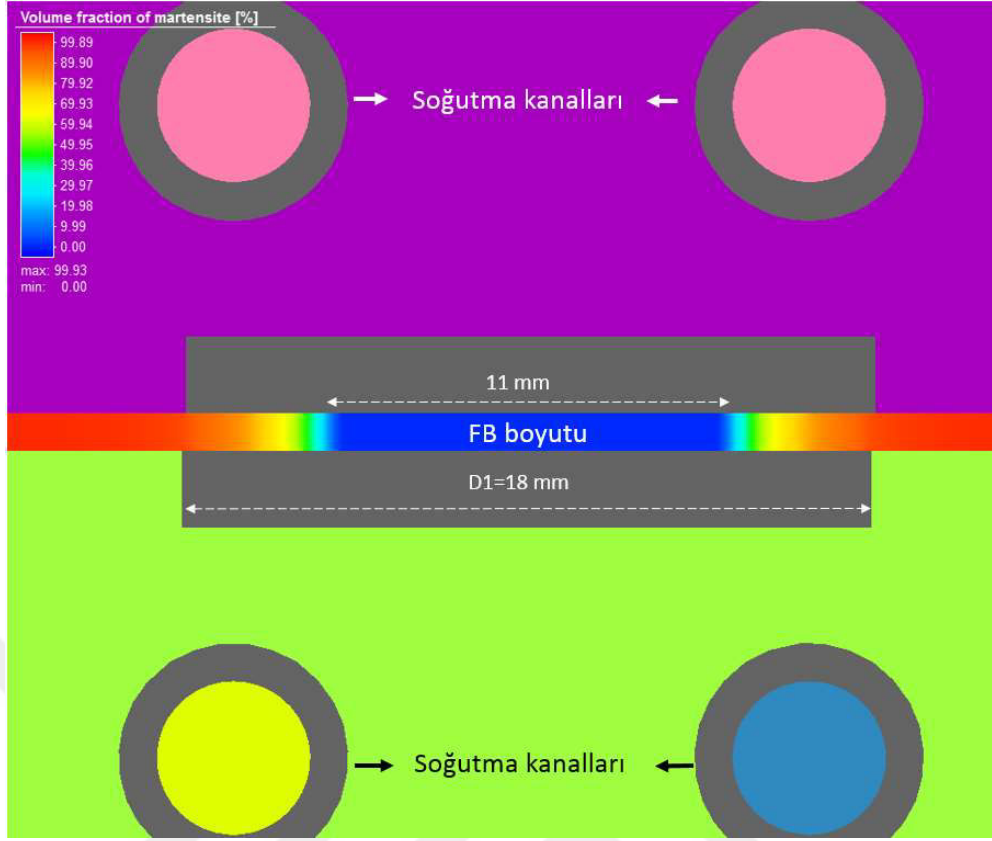 Volume fraction of martensite [%]
99.89
89.90
79.92
69.93
59.94
49.95
39.96
29.97
19.98
9.99
0.00
max: 99.93
min: 0.00
Soğutma kanalları
11 mm
FB boyutu
D1=18 mm
Soğutma kanalları